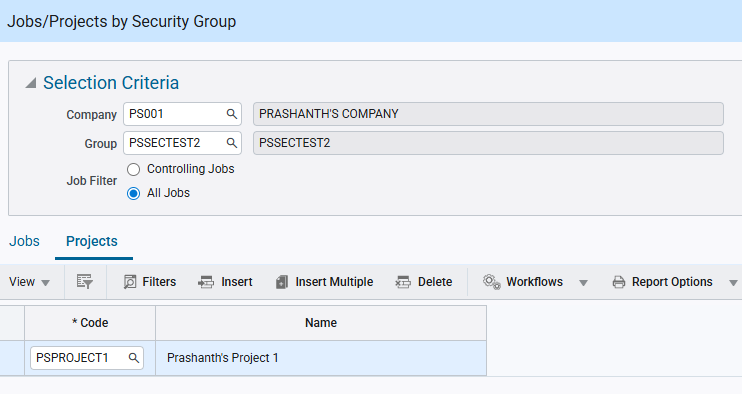 Jobs/Projects by Security Group
Selection Criteria
Company PS001 PRASHANTH'S COMPANY
Group PSSECTEST2 PSSECTEST2
Job Filter Controlling Jobs
All Jobs
Jobs Projects
View Filters Insert Insert Multiple Delete Workflows Report Options
* Code Name
PSPROJECT1 Prashanth's Project 1